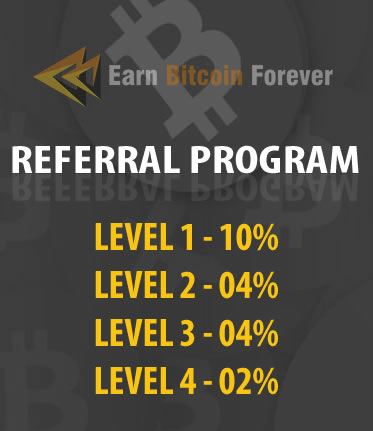 Earn Bitcoin Forever
REFERRAL PROGRAM
LEVEL 1 - 10%
LEVEL 2 - 04%
LEVEL 3 - 04%
LEVEL 4 - 02%